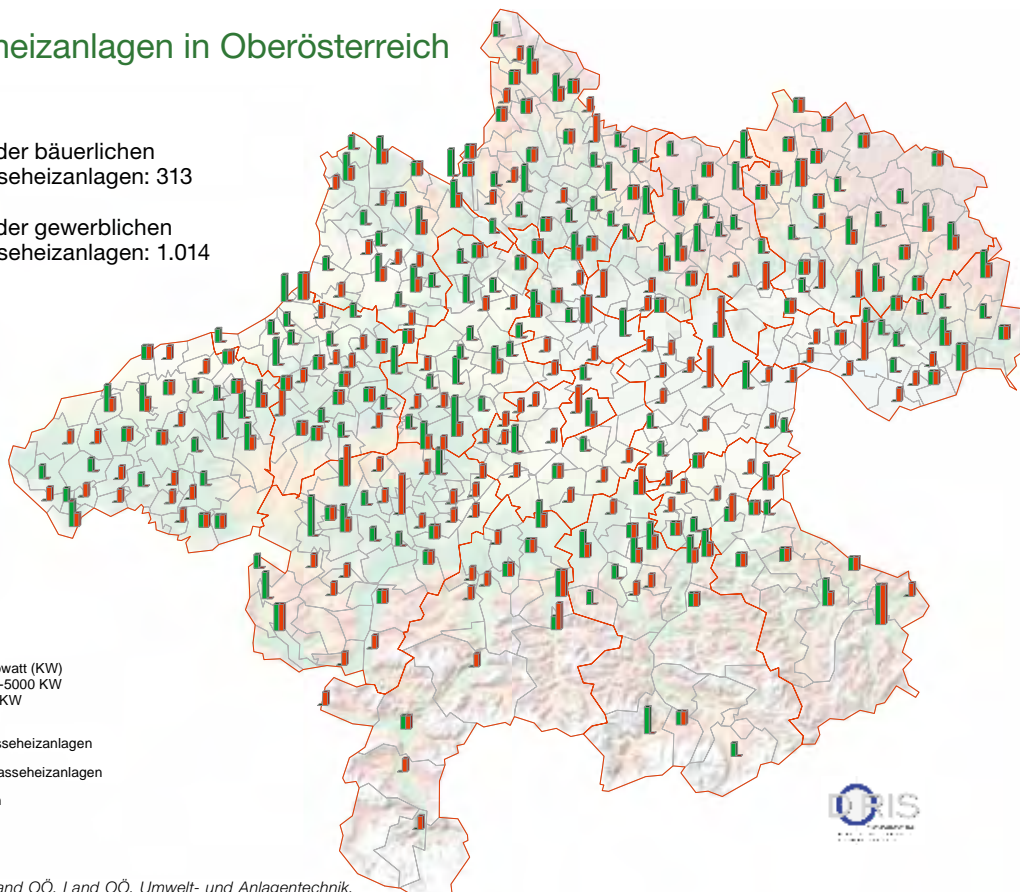 heizanlagen in Oberösterreich
der bäuerlichen
seheizanlagen: 313
der gewerblichen
seheizanlagen: 1.014
owatt (KW)
-5000 KW
KW
sseheizanlagen
asseheizanlagen
DORIS
and OÖ, Land OÖ, Umwelt- und Anlagentechnik,